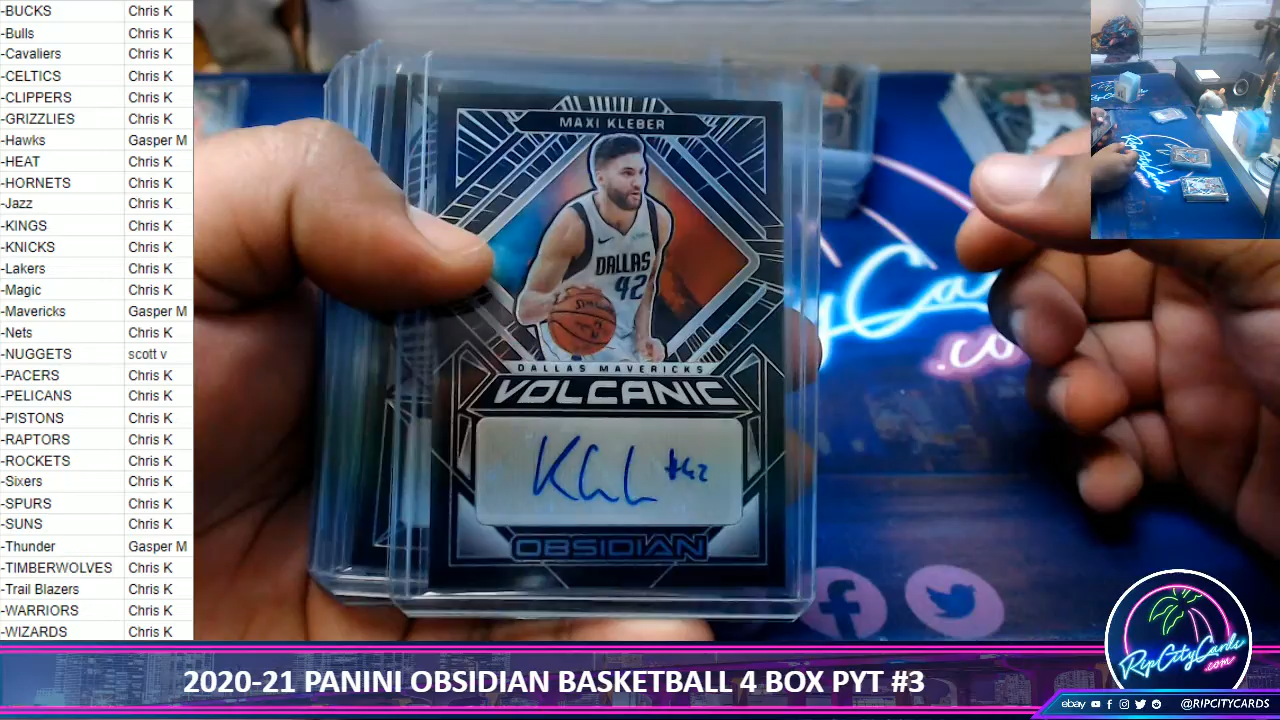 -BUCKS Chris K
-Bulls Chris K
-Cavaliers Chris K
-CELTICS Chris K
-CLIPPERS Chris K
-GRIZZLIES Chris K
-Hawks Gasper M
-HEAT Chris K
-HORNETS Chris K
-Jazz Chris K
-KINGS Chris K
-KNICKS Chris K
-Lakers Chris K
-Magic Chris K
-Mavericks Gasper M
-Nets Chris K
-NUGGETS scott v
-PACERS Chris K
-PELICANS Chris K
-PISTONS Chris K
-RAPTORS Chris K
-ROCKETS Chris K
-Sixers Chris K
-SPURS Chris K
-SUNS Chris K
-Thunder Gasper M
-TIMBERWOLVES Chris K
-Trail Blazers Chris K
-WARRIORS Chris K
-WIZARDS Chris K
MAXI KLEBER
DALLAS
42
DALLAS MAVERICKS
VOLCANIC
#42
OBSIDIAN
.co
RipCityCards
.com
2020-21 PANINI OBSIDIAN BASKETBALL 4 BOX PYT #3
ebay @RIPCITYCARDS